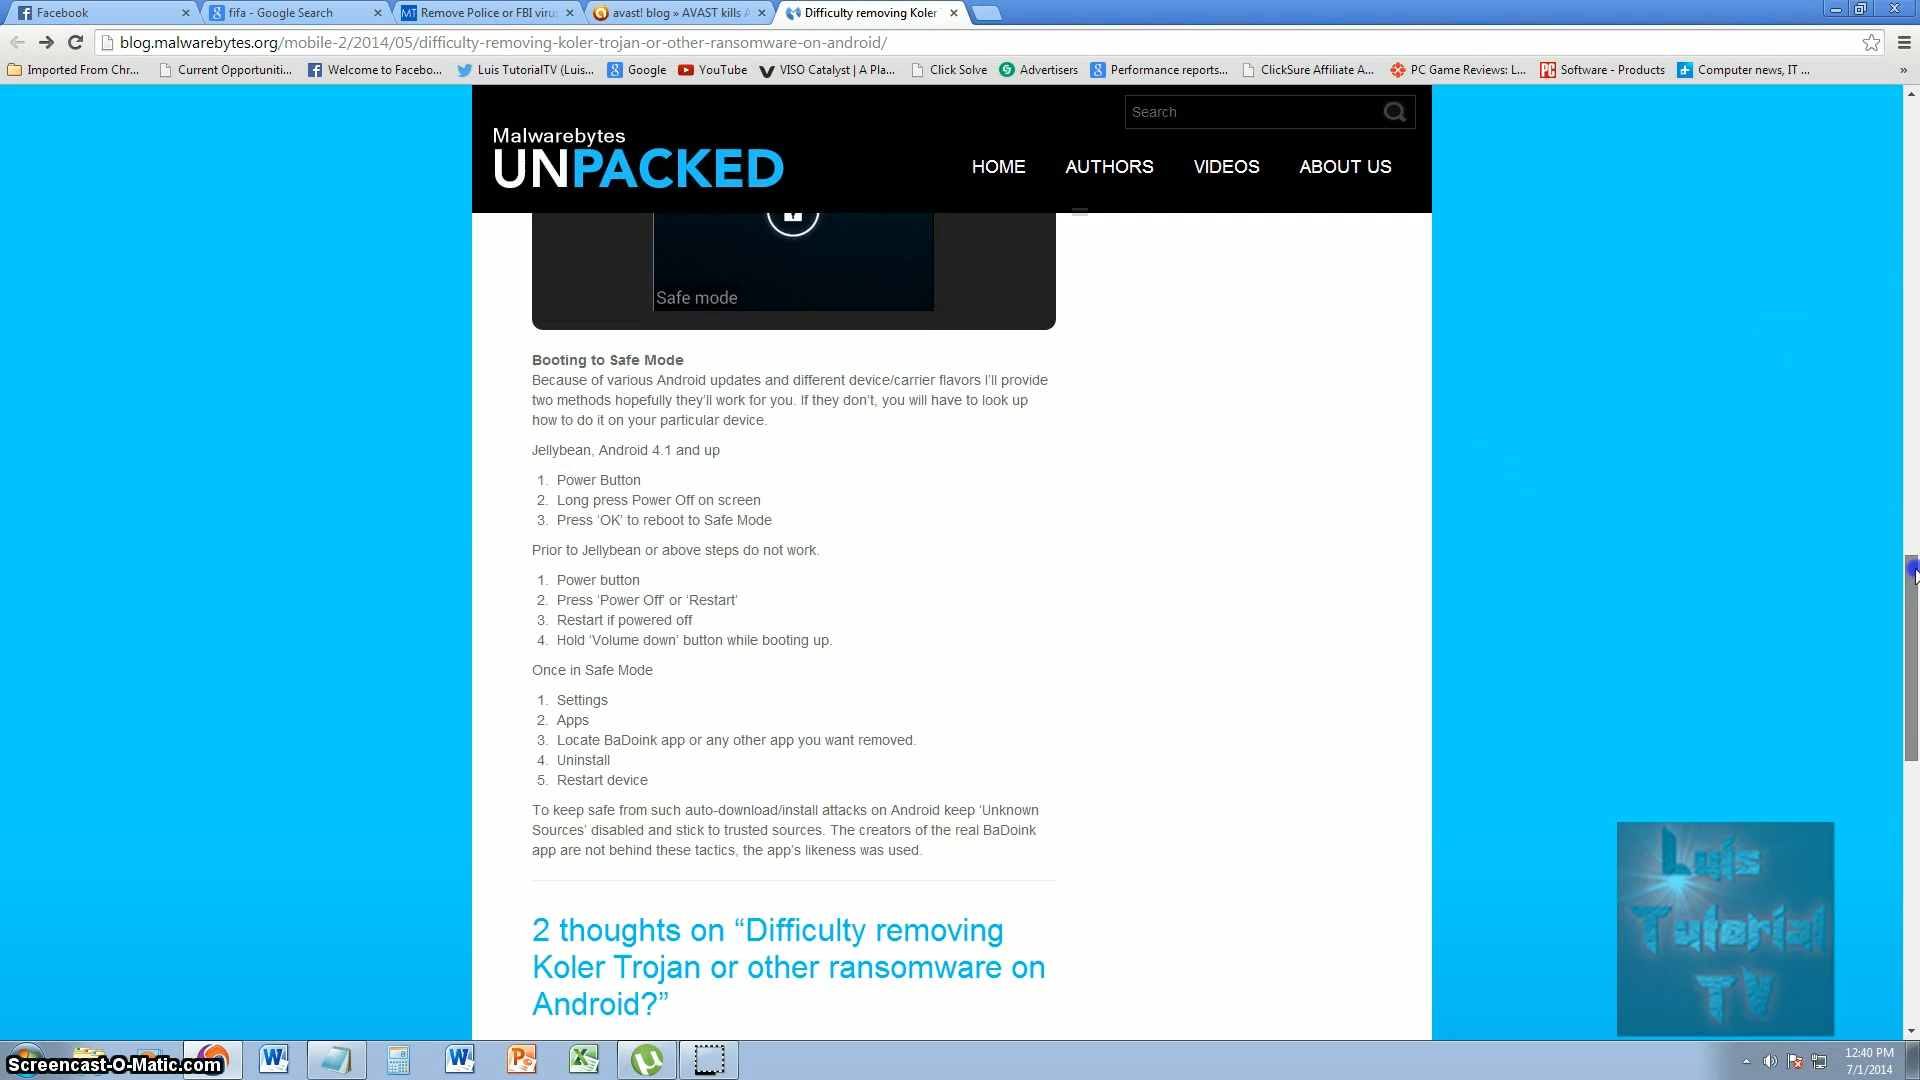 Facebook
fifa - Google Search
Remove Police or FBI viru
avast! blog » AVAST kills A
Difficulty removing Koler
blog.malwarebytes.org/mobile-2/2014/05/difficulty-removing-koler-trojan-or-other-ransomware-on-android/
Imported From Chr...
Current Opportuniti...
Welcome to Facebo...
Luis TutorialTV (Luis...
Google
YouTube
VISO Catalyst | A Pla...
Click Solve
Advertisers
Performance reports...
ClickSure Affiliate A...
PC Game Reviews: L...
Software - Products
Computer news, IT ...
»
Search
Malwarebytes
UNPACKED
HOME
AUTHORS
VIDEOS
ABOUT US
Safe mode
Booting to Safe Mode
Because of various Android updates and different device/carrier flavors I'll provide
two methods hopefully they'll work for you. If they don't, you will have to look up
how to do it on your particular device.
Jellybean, Android 4.1 and up
1. Power Button
2. Long press Power Off on screen
3. Press ‘OK’ to reboot to Safe Mode
Prior to Jellybean or above steps do not work.
1. Power button
2. Press ‘Power Off’ or ‘Restart’
3. Restart if powered off
4. Hold ‘Volume down’ button while booting up.
Once in Safe Mode
1. Settings
2. Apps
3. Locate BaDoink app or any other app you want removed.
4. Uninstall
5. Restart device
To keep safe from such auto-download/install attacks on Android keep ‘Unknown
Sources’ disabled and stick to trusted sources. The creators of the real BaDoink
app are not behind these tactics, the app's likeness was used.
2 thoughts on “Difficulty removing
Koler Trojan or other ransomware on
Android?”
Luis
Tutorial
TV
Screencast-O-Matic.com
12:40 PM
7/1/2014